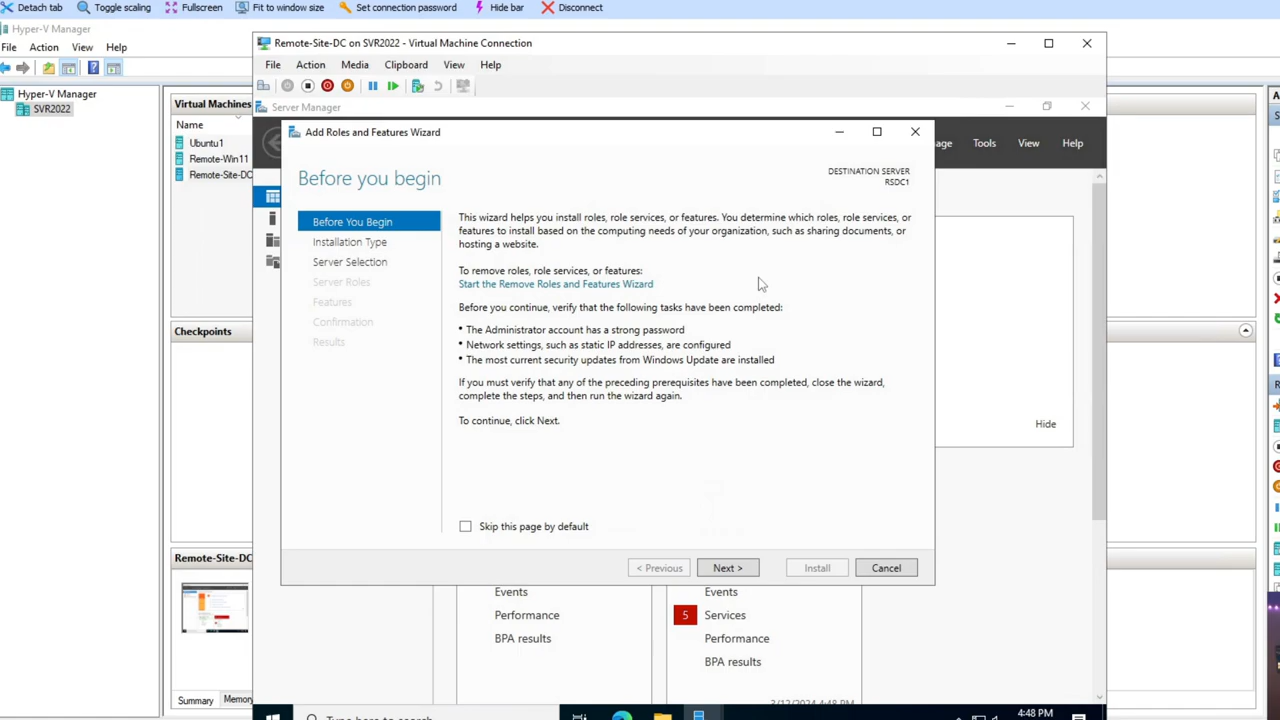 Detach tab Toggle scaling Fullscreen Fit to window size Set connection password Hide bar Disconnect
Hyper-V Manager
File Action View Help
Hyper-V Manager
SVR2022
Virtual Machines
Name
Ubuntu1
Remote-Win11
Remote-Site-DC
Checkpoints
Remote-Site-DC
Summary Memory
Remote-Site-DC on SVR2022 - Virtual Machine Connection
File Action Media Clipboard View Help
Server Manager
Tools View Help
Add Roles and Features Wizard
Before you begin
DESTINATION SERVER
RSDC1
Before You Begin
Installation Type
Server Selection
Server Roles
Features
Confirmation
Results
This wizard helps you install roles, role services, or features. You determine which roles, role services, or
features to install based on the computing needs of your organization, such as sharing documents, or
hosting a website.
To remove roles, role services, or features:
Start the Remove Roles and Features Wizard
Before you continue, verify that the following tasks have been completed:
• The Administrator account has a strong password
• Network settings, such as static IP addresses, are configured
• The most current security updates from Windows Update are installed
If you must verify that any of the preceding prerequisites have been completed, close the wizard,
complete the steps, and then run the wizard again.
To continue, click Next.
Skip this page by default
< Previous Next > Install Cancel
Hide
Events
Performance
BPA results
Events
5 Services
Performance
BPA results
3/12/2024 4:48 PM
Type here to search
4:48 PM